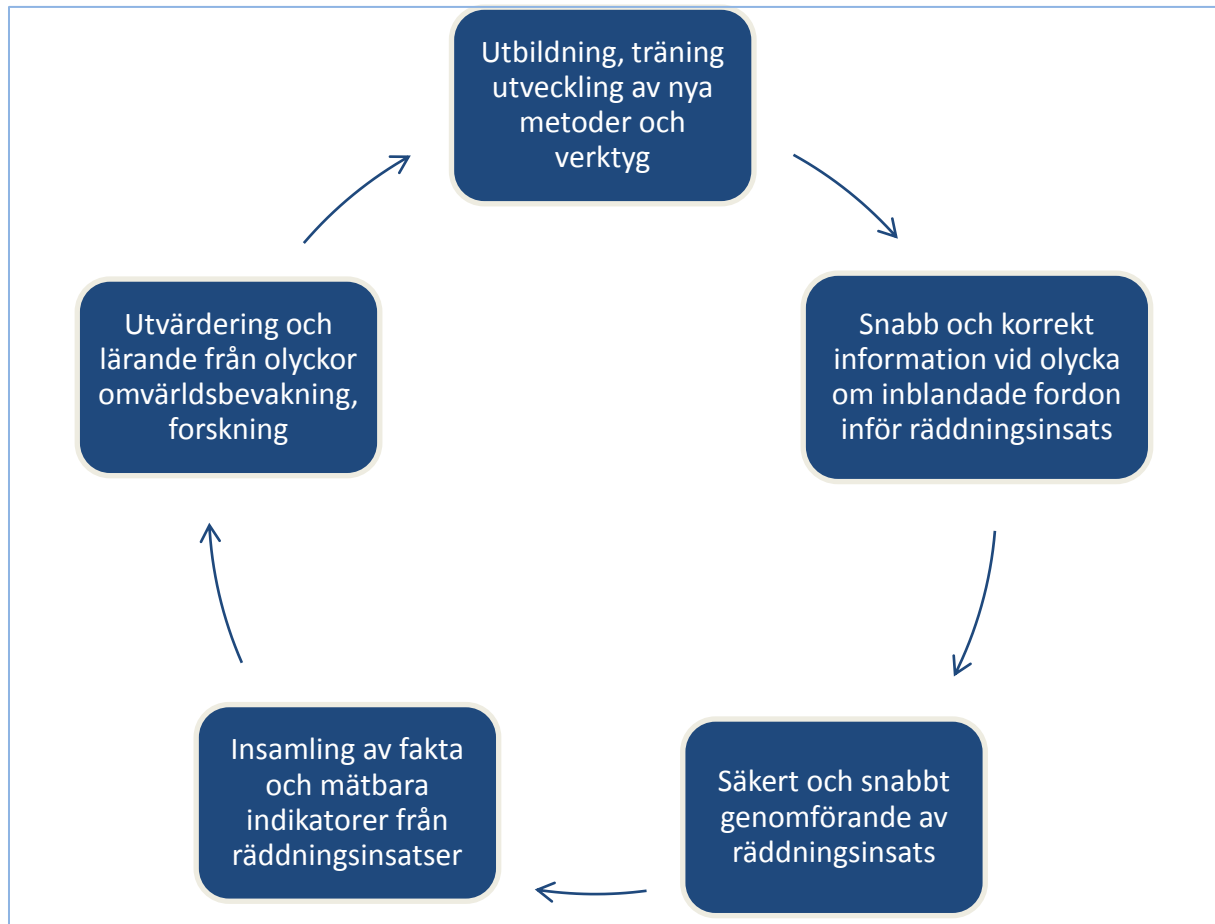 Utbildning, träning
utveckling av nya
metoder och
verktyg
Snabb och korrekt
information vid olycka
om inblandade fordon
inför räddningsinsats
Säkert och snabbt
genomförande av
räddningsinsats
Insamling av fakta
och mätbara
indikatorer från
räddningsinsatser
Utvärdering och
lärande från olyckor
omvärldsbevakning,
forskning